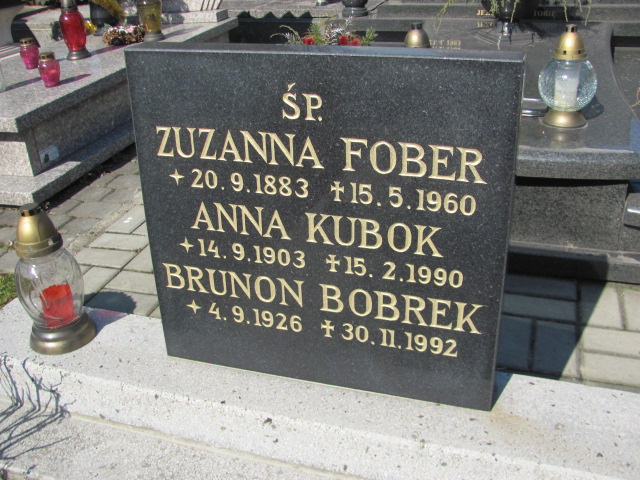 ŚP.
ZUZANNA FOBER
✦ 20.9.1883 ✝ 15.5.1960
ANNA KUBOK
✦ 14.9.1903 ✝ 15.2.1990
BRUNON BOBREK
✦ 4.9.1926 ✝ 30.11.1992